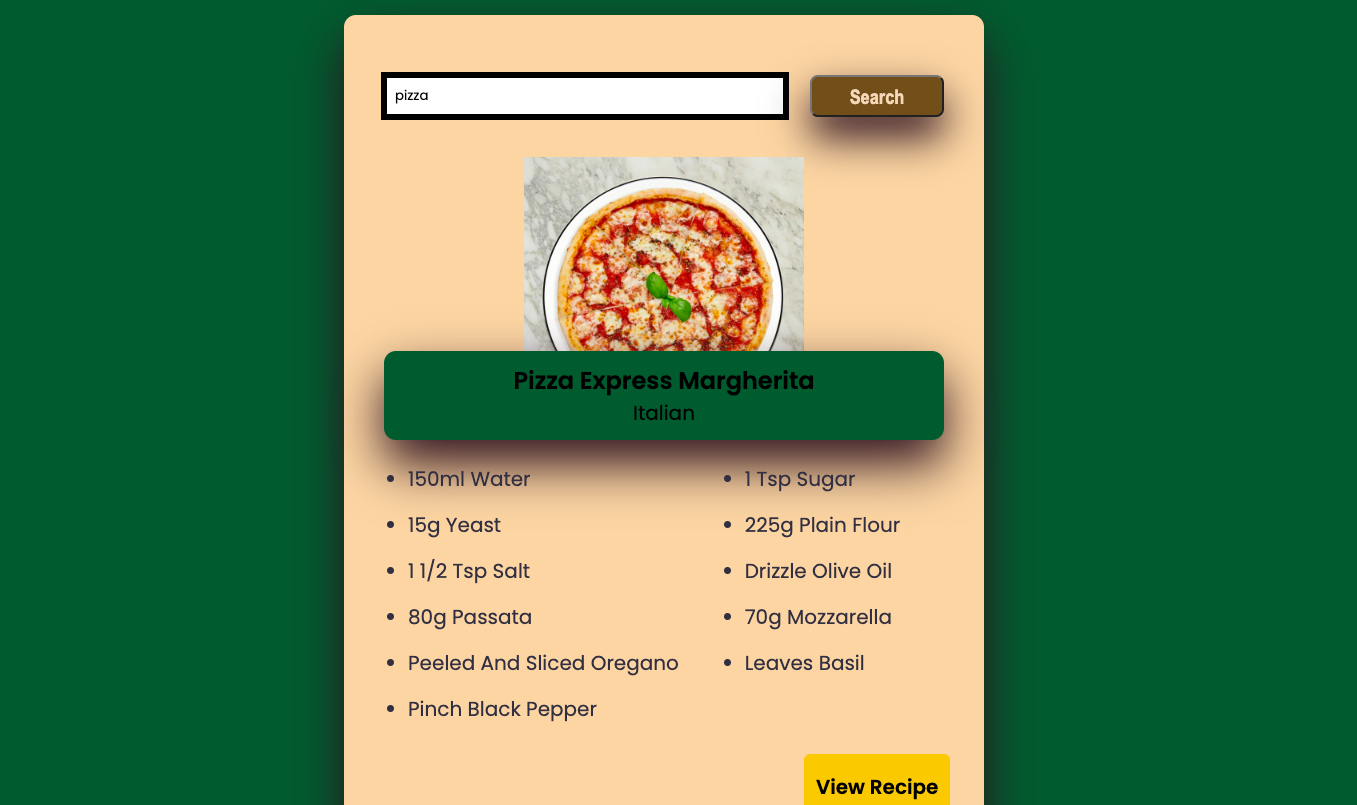 pizza
Search
Pizza Express Margherita
Italian
150ml Water
1 Tsp Sugar
15g Yeast
225g Plain Flour
1 1/2 Tsp Salt
Drizzle Olive Oil
80g Passata
70g Mozzarella
Peeled And Sliced Oregano
Leaves Basil
Pinch Black Pepper
View Recipe